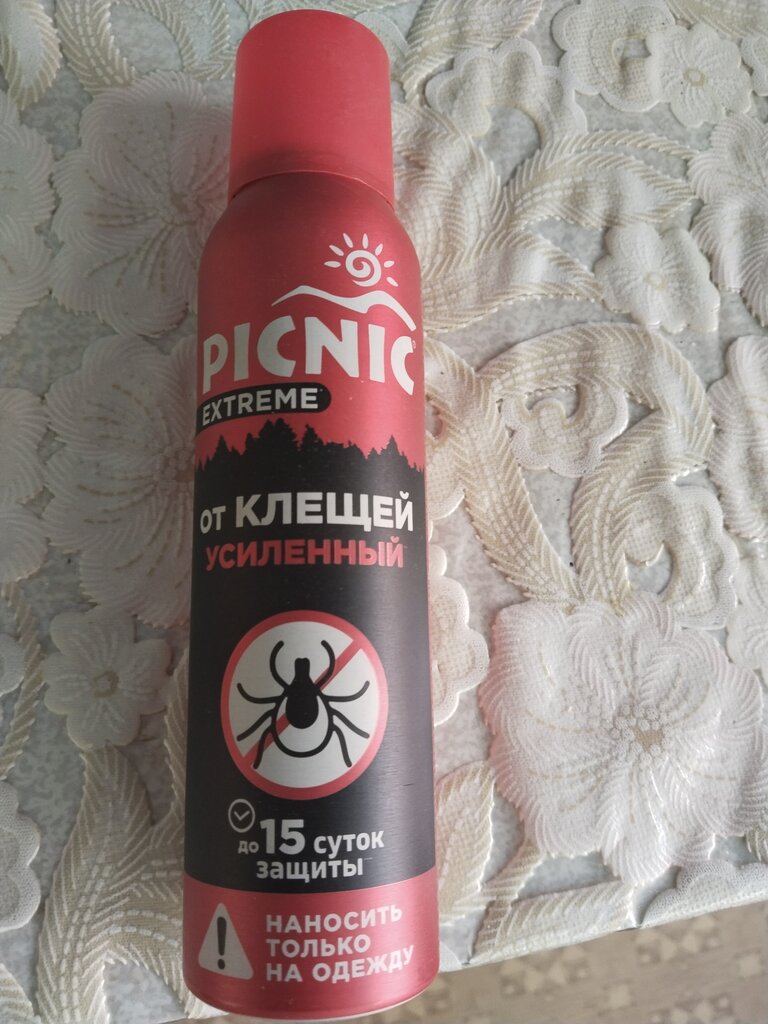 PICNIC
EXTREME
от КЛЕЩЕЙ
УСИЛЕННЫЙ
до 15 суток
защиты
НАНОСИТЬ
ТОЛЬКО
НА ОДЕЖДУ